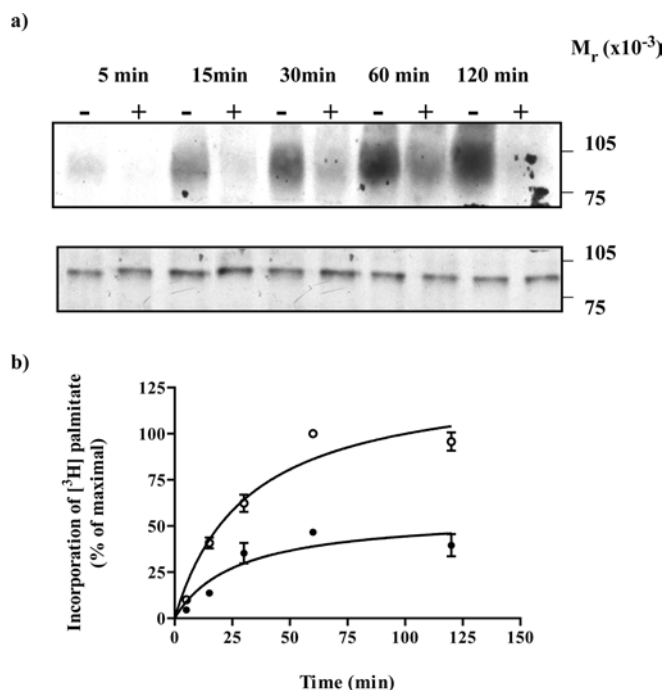 a)
M_r (x10^-3)
5 min 15min 30min 60 min 120 min
- + - + - + - + - +
105
75
105
75
b)
Incorporation of [³H] palmitate
(% of maximal)
125
100
75
50
25
0
0 25 50 75 100 125 150
Time (min)